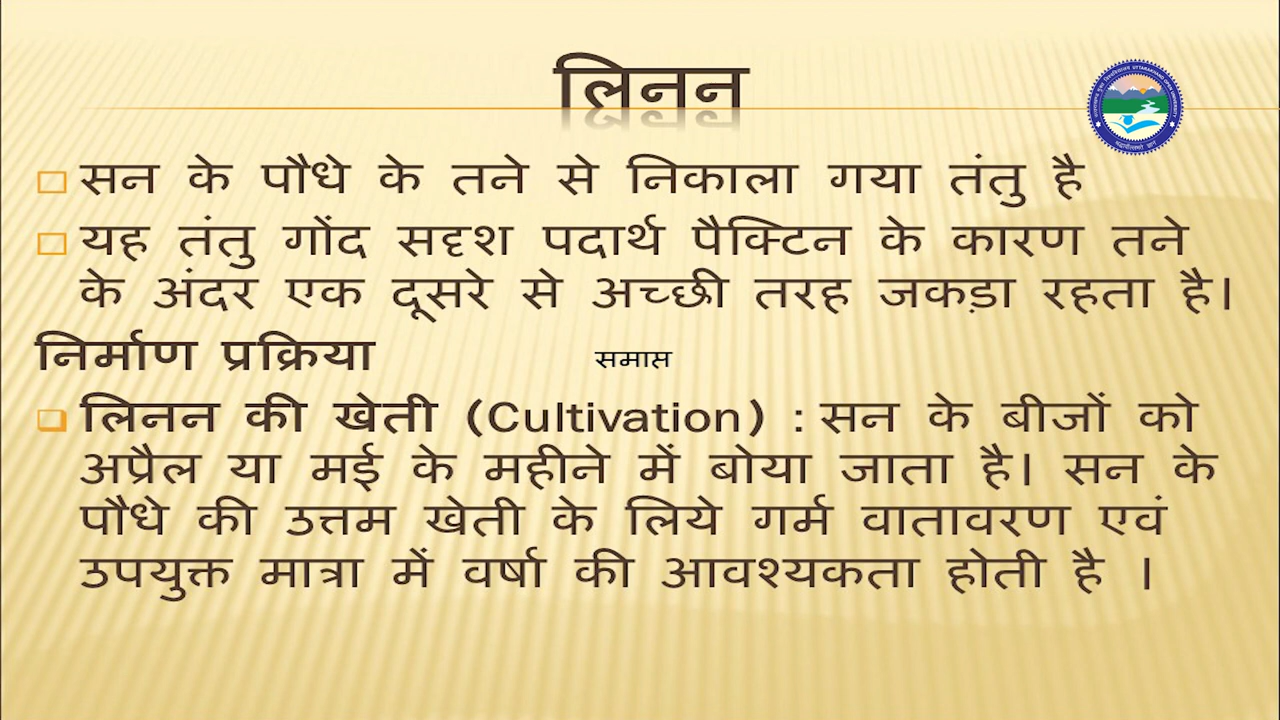 लिनन
सन के पौधे के तने से निकाला गया तंतु है
यह तंतु गोंद सदृश पदार्थ पैक्टिन के कारण तने
के अंदर एक दूसरे से अच्छी तरह जकड़ा रहता है।
निर्माण प्रक्रिया
समाप्त
लिनन की खेती (Cultivation) : सन के बीजों को
अप्रैल या मई के महीने में बोया जाता है। सन के
पौधे की उत्तम खेती के लिये गर्म वातावरण एवं
उपयुक्त मात्रा में वर्षा की आवश्यकता होती है ।